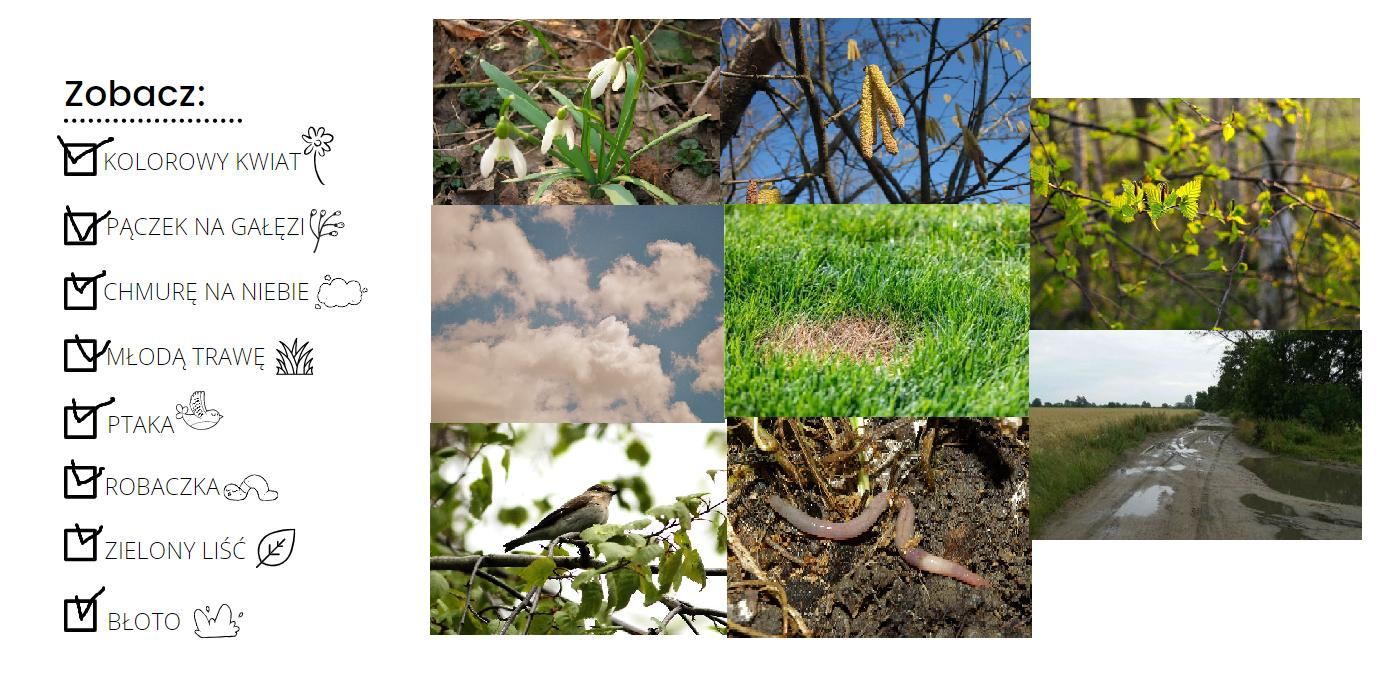 Zobacz:
KOLOROWY KWIAT
PĄCZEK NA GAŁĘZI
CHMURĘ NA NIEBIE
MŁODĄ TRAWĘ
PTAKA
ROBACZKA
ZIELONY LIŚĆ
BŁOTO